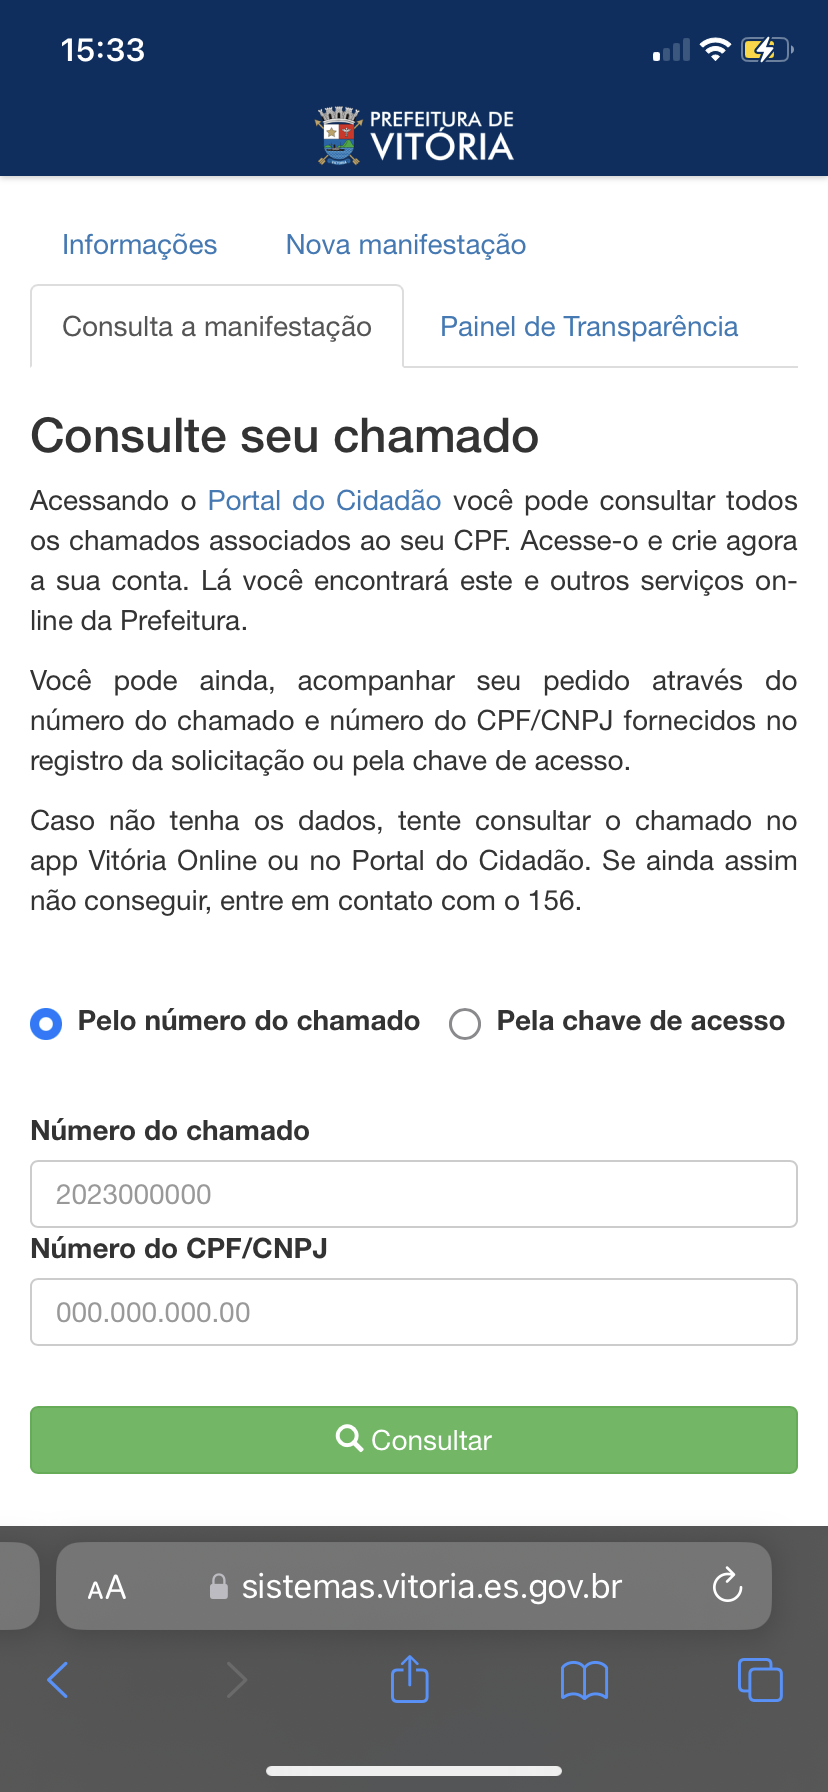 15:33
PREFEITURA DE
VITÓRIA
Informações Nova manifestação
Consulta a manifestação Painel de Transparência
Consulte seu chamado
Acessando o Portal do Cidadão você pode consultar todos
os chamados associados ao seu CPF. Acesse-o e crie agora
a sua conta. Lá você encontrará este e outros serviços on-
line da Prefeitura.
Você pode ainda, acompanhar seu pedido através do
número do chamado e número do CPF/CNPJ fornecidos no
registro da solicitação ou pela chave de acesso.
Caso não tenha os dados, tente consultar o chamado no
app Vitória Online ou no Portal do Cidadão. Se ainda assim
não conseguir, entre em contato com o 156.
Pelo número do chamado Pela chave de acesso
Número do chamado
2023000000
Número do CPF/CNPJ
000.000.000.00
Consultar
AA sistemas.vitoria.es.gov.br